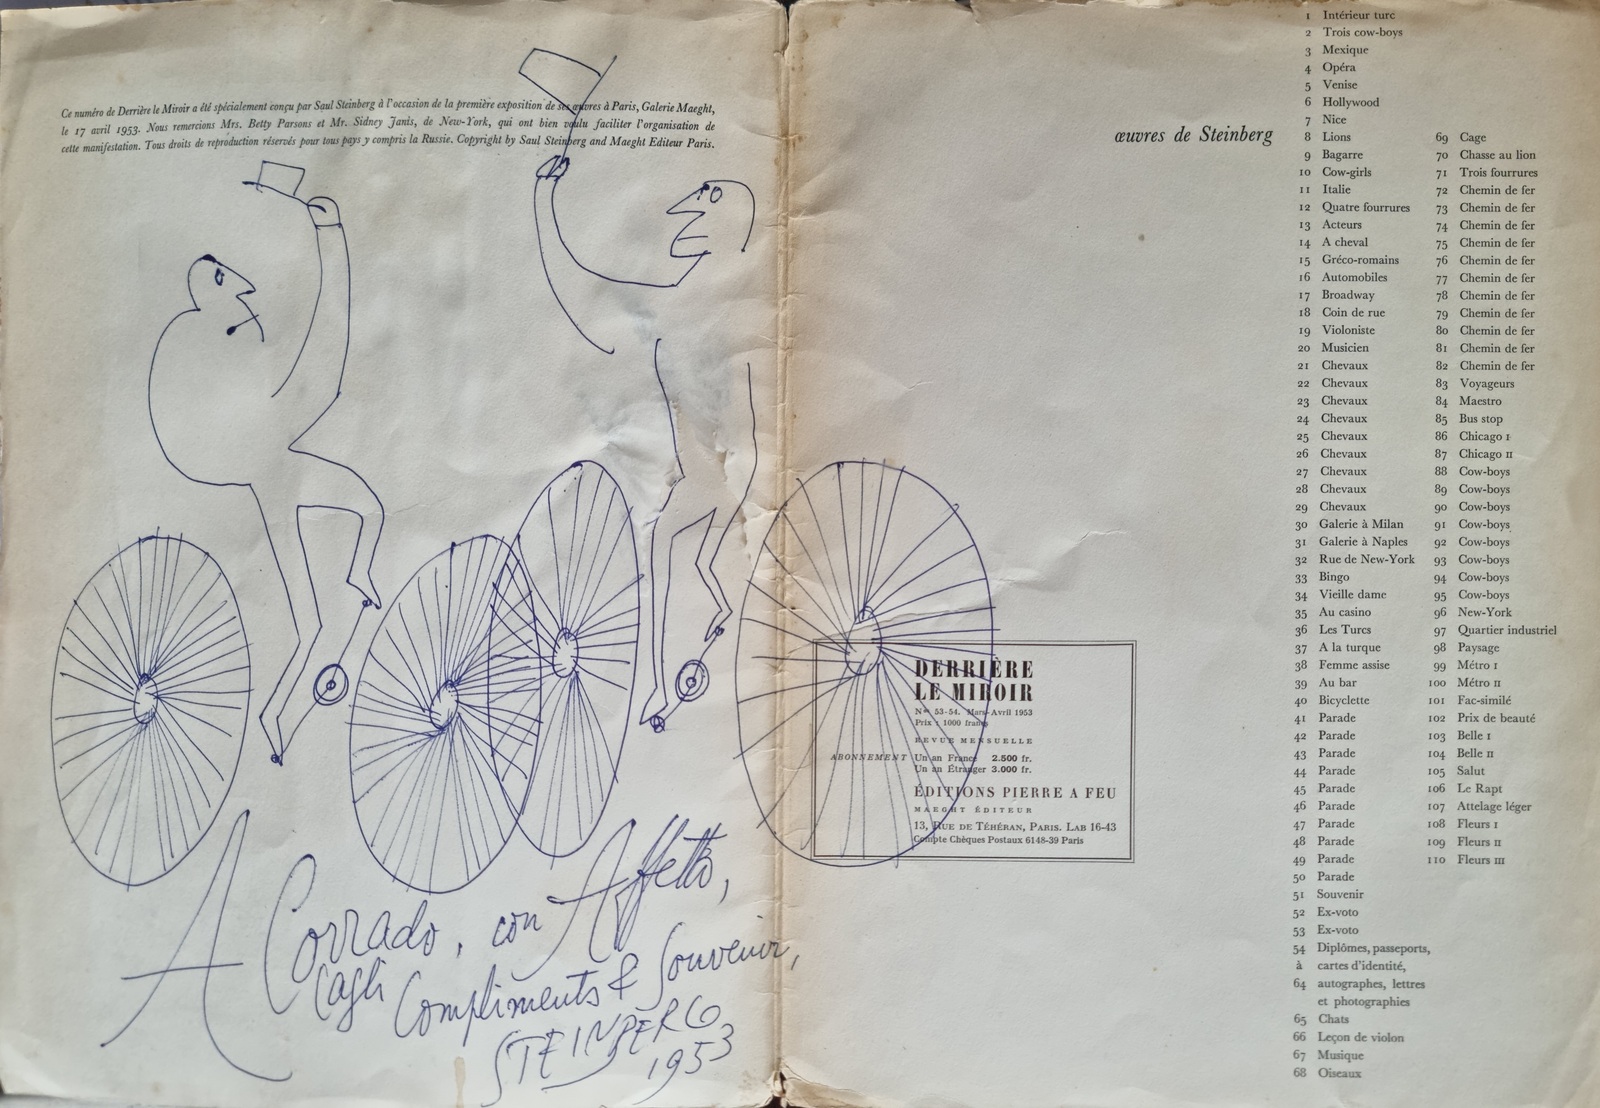 Ce numéro de Derrière le Miroir a été spécialement conçu par Saul Steinberg à l'occasion de la première exposition de ses œuvres à Paris, Galerie Maeght,
le 17 avril 1953. Nous remercions Mrs. Betty Parsons et Mr. Sidney Janis, de New-York, qui ont bien voulu faciliter l'organisation de
cette manifestation. Tous droits de reproduction réservés pour tous pays y compris la Russie. Copyright by Saul Steinberg and Maeght Editeur Paris.
A Corrado, con Affetto,
Cagli Compliments & Souvenir,
STEINBERG
1953
œuvres de Steinberg
1 Intérieur turc
2 Trois cow-boys
3 Mexique
4 Opéra
5 Venise
6 Hollywood
7 Nice
8 Lions
9 Bagarre
10 Cow-girls
11 Italie
12 Quatre fourrures
13 Acteurs
14 A cheval
15 Gréco-romains
16 Automobiles
17 Broadway
18 Coin de rue
19 Violoniste
20 Musicien
21 Chevaux
22 Chevaux
23 Chevaux
24 Chevaux
25 Chevaux
26 Chevaux
27 Chevaux
28 Chevaux
29 Chevaux
30 Galerie à Milan
31 Galerie à Naples
32 Rue de New-York
33 Bingo
34 Vieille dame
35 Au casino
36 Les Turcs
37 A la turque
38 Femme assise
39 Au bar
40 Bicyclette
41 Parade
42 Parade
43 Parade
44 Parade
45 Parade
46 Parade
47 Parade
48 Parade
49 Parade
50 Parade
51 Souvenir
52 Ex-voto
53 Ex-voto
54 Diplômes, passeports,
à cartes d'identité,
64 autographes, lettres
et photographies
65 Chats
66 Leçon de violon
67 Musique
68 Oiseaux
69 Cage
70 Chasse au lion
71 Trois fourrures
72 Chemin de fer
73 Chemin de fer
74 Chemin de fer
75 Chemin de fer
76 Chemin de fer
77 Chemin de fer
78 Chemin de fer
79 Chemin de fer
80 Chemin de fer
81 Chemin de fer
82 Chemin de fer
83 Voyageurs
84 Maestro
85 Bus stop
86 Chicago I
87 Chicago II
88 Cow-boys
89 Cow-boys
90 Cow-boys
91 Cow-boys
92 Cow-boys
93 Cow-boys
94 Cow-boys
95 Cow-boys
96 New-York
97 Quartier industriel
98 Paysage
99 Métro I
100 Métro II
101 Fac-similé
102 Prix de beauté
103 Belle I
104 Belle II
105 Salut
106 Le Rapt
107 Attelage léger
108 Fleurs I
109 Fleurs II
110 Fleurs III
DERRIÈRE
LE MIROIR
Nos 53-54. Mars-Avril 1953
Prix : 1000 francs
REVUE MENSUELLE
ABONNEMENT Un an France 2.500 fr.
Un an Étranger 3.000 fr.
ÉDITIONS PIERRE A FEU
MAEGHT ÉDITEUR
13, RUE DE TÉHÉRAN, PARIS. LAB 16-43
Compte Chèques Postaux 6148-39 Paris